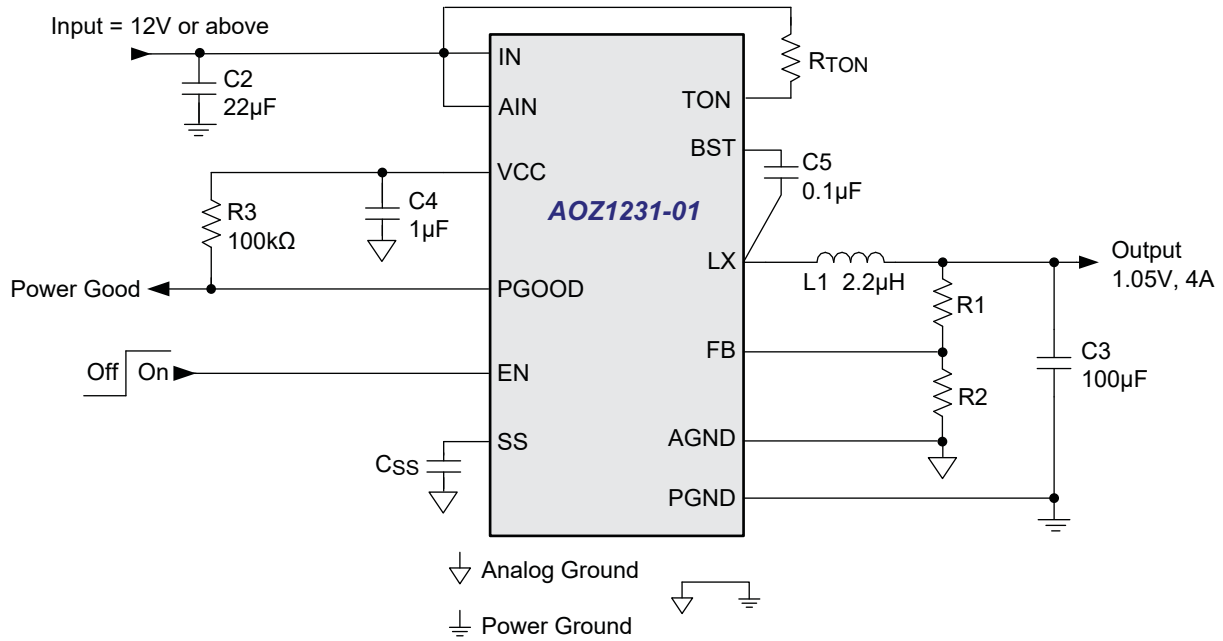 Input = 12V or above
C2
22µF
IN
AIN
RTON
TON
BST
C5
0.1µF
VCC
R3
100kΩ
C4
1µF
AOZ1231-01
LX
L1 2.2µH
Output
1.05V, 4A
Power Good
PGOOD
R1
FB
C3
100µF
Off
On
EN
R2
SS
CSS
AGND
PGND
Analog Ground
Power Ground